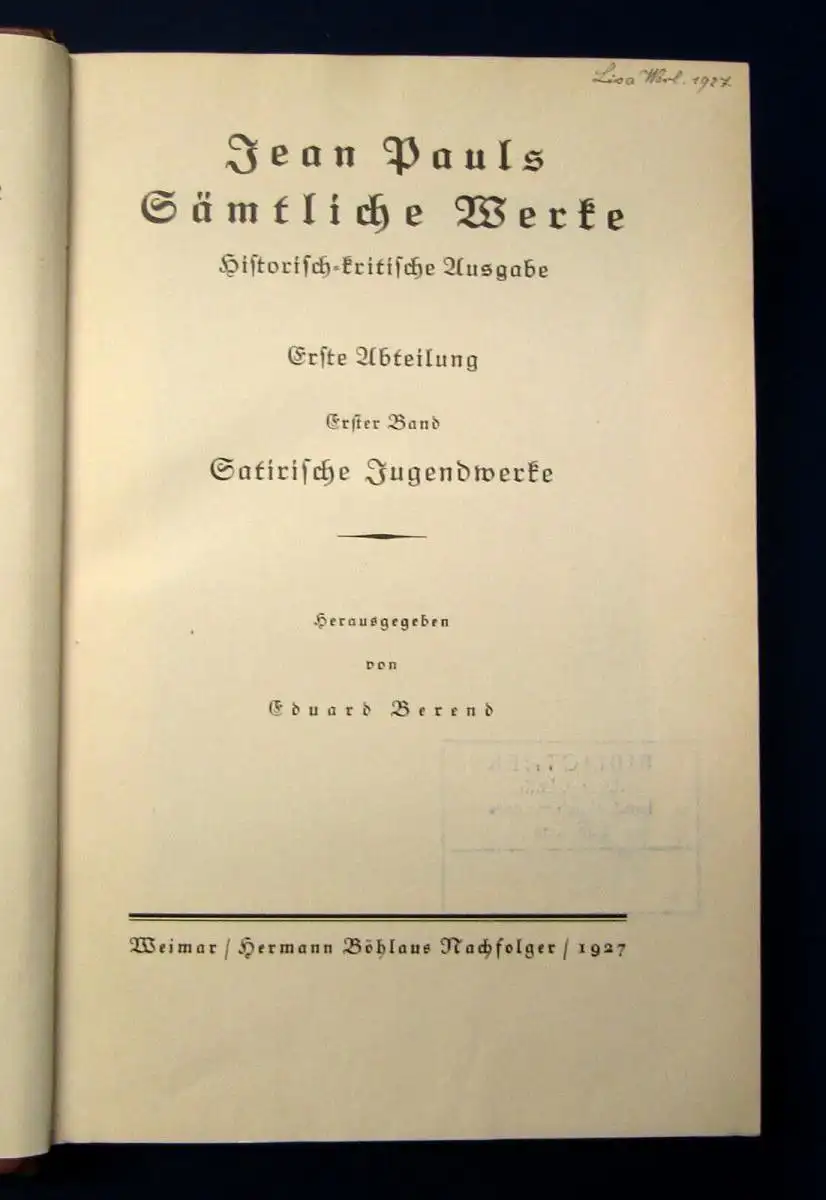 Lisa 1927.
Jean Pauls
Sämtliche Werke
Historisch-kritische Ausgabe
Erste Abteilung
Erster Band
Satirische Jugendwerke
Herausgegeben
von
Eduard Berend
BIBLIOTHEK
Weimar / Hermann Böhlaus Nachfolger / 1927